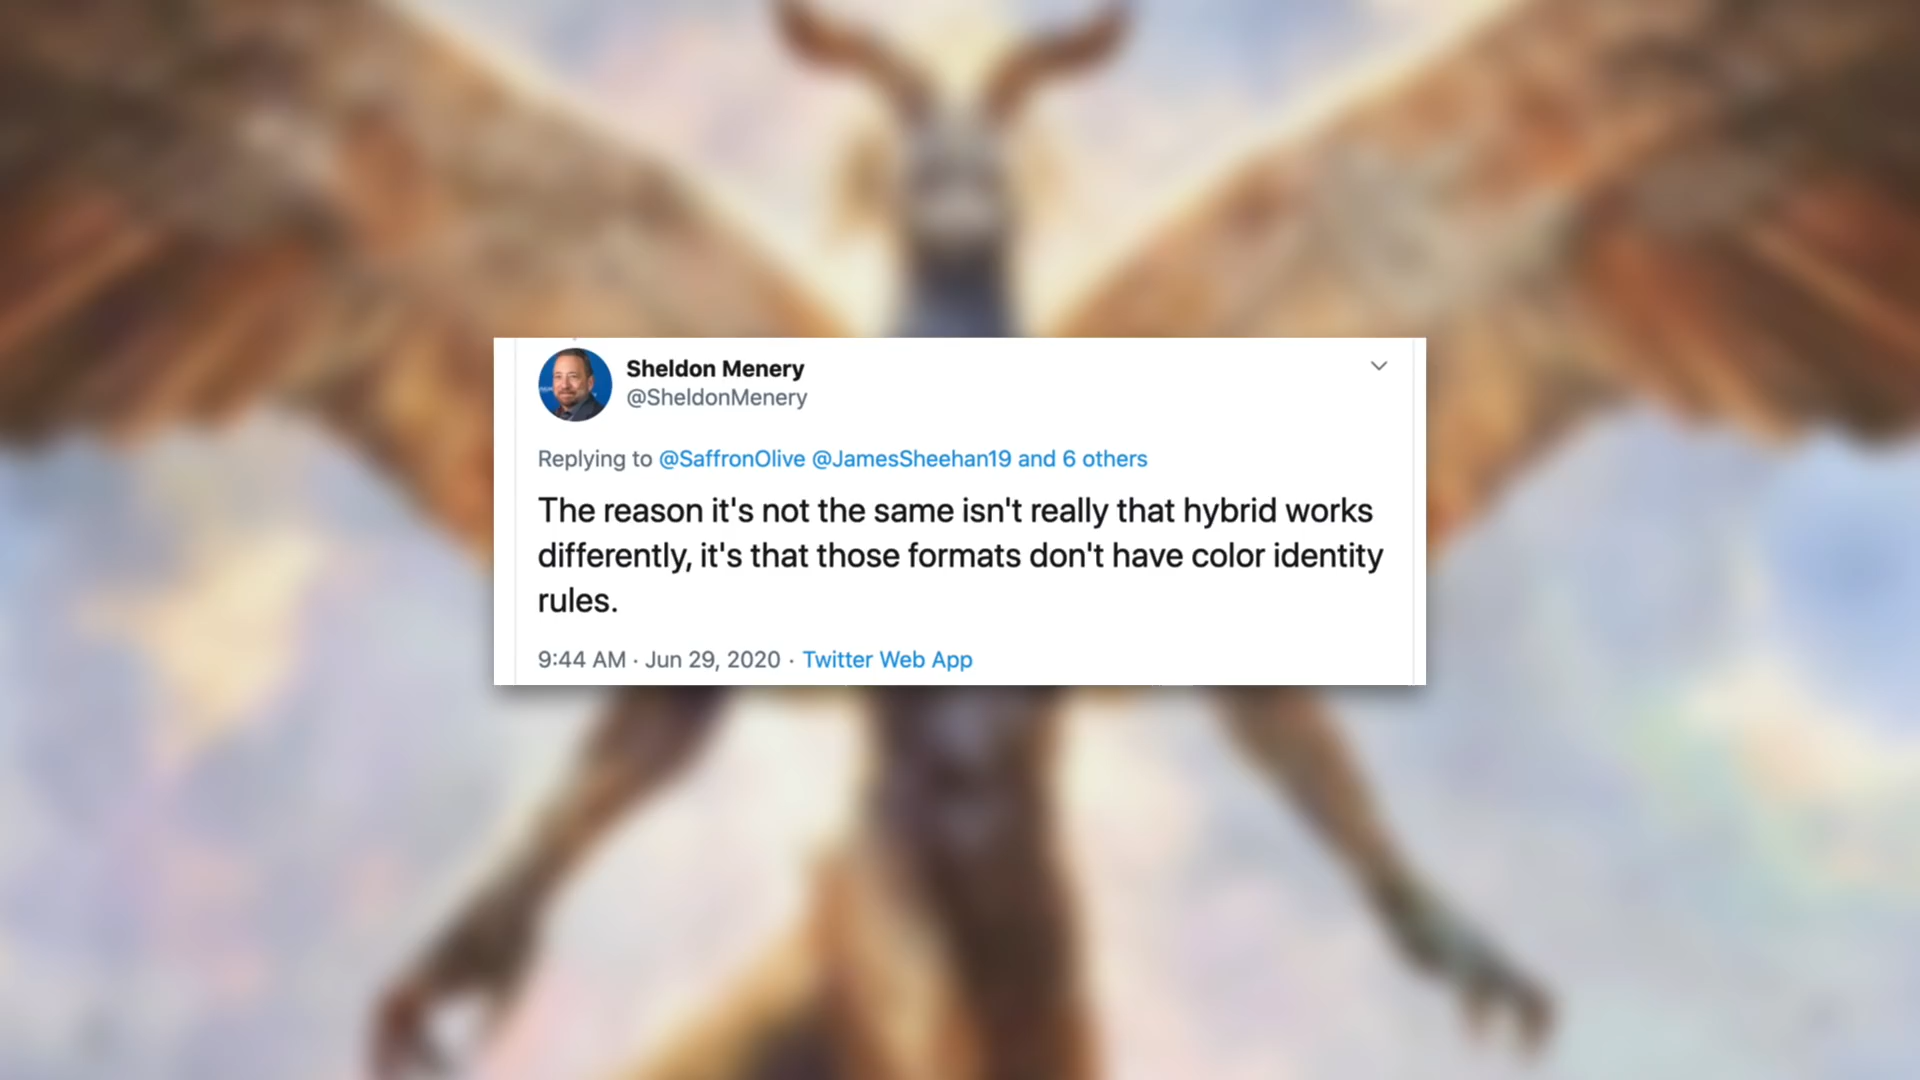 Sheldon Menery
@SheldonMenery
Replying to @SaffronOlive @JamesSheehan19 and 6 others
The reason it's not the same isn't really that hybrid works
differently, it's that those formats don't have color identity
rules.
9:44 AM · Jun 29, 2020 · Twitter Web App